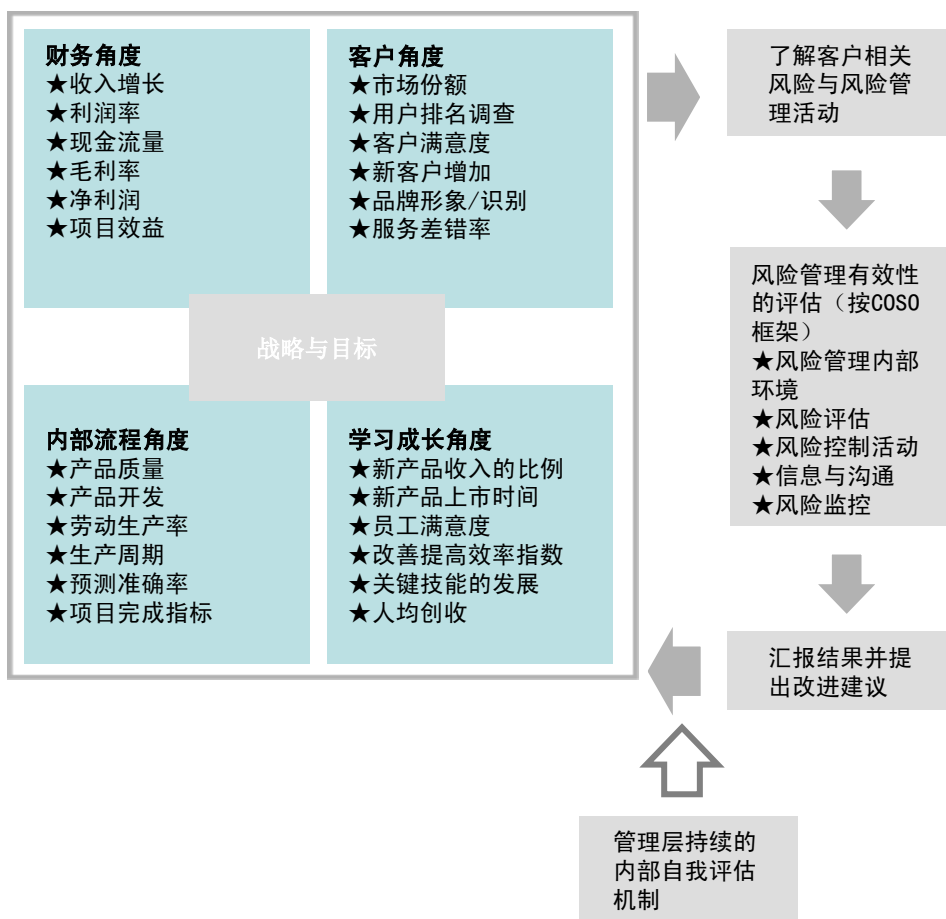 财务角度
★收入增长
★利润率
★现金流量
★毛利率
★净利润
★项目效益
客户角度
★市场份额
★用户排名调查
★客户满意度
★新客户增加
★品牌形象/识别
★服务差错率
战略与目标
内部流程角度
★产品质量
★产品开发
★劳动生产率
★生产周期
★预测准确率
★项目完成指标
学习成长角度
★新产品收入的比例
★新产品上市时间
★员工满意度
★改善提高效率指数
★关键技能的发展
★人均创收
了解客户相关
风险与风险管
理活动
风险管理有效性
的评估（按COSO
框架）
★风险管理内部
环境
★风险评估
★风险控制活动
★信息与沟通
★风险监控
汇报结果并提
出改进建议
管理层持续的
内部自我评估
机制